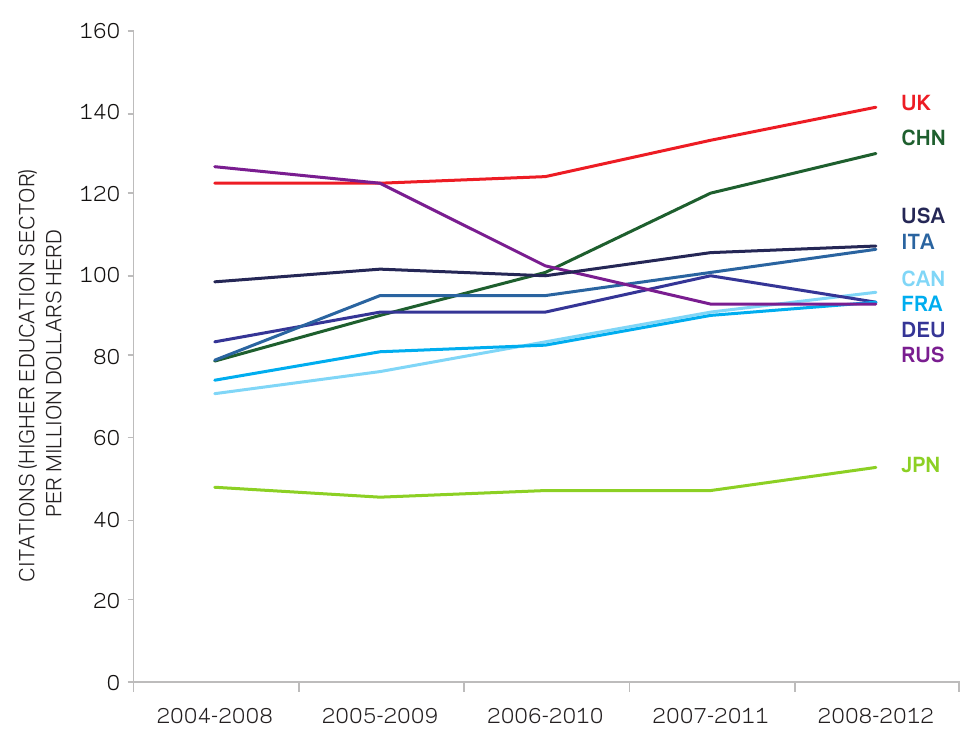 CITATIONS (HIGHER EDUCATION SECTOR)
PER MILLION DOLLARS HERD
160
140
120
100
80
60
40
20
0
UK
CHN
USA
ITA
CAN
FRA
DEU
RUS
JPN
2004-2008 2005-2009 2006-2010 2007-2011 2008-2012